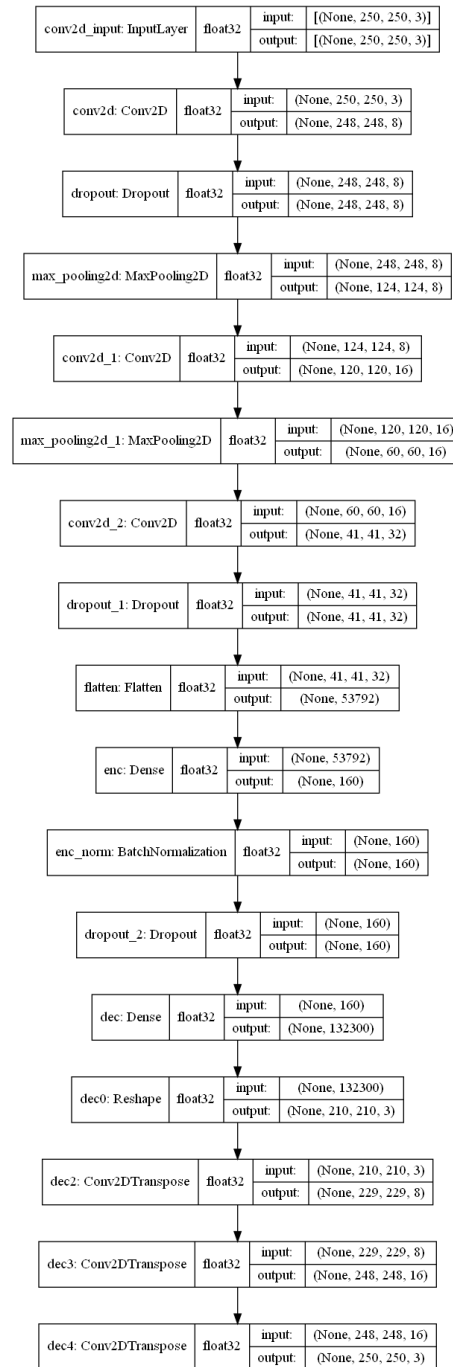 conv2d_input: InputLayer float32 input: [(None, 250, 250, 3)]
output: [(None, 250, 250, 3)]
conv2d: Conv2D float32 input: (None, 250, 250, 3)
output: (None, 248, 248, 8)
dropout: Dropout float32 input: (None, 248, 248, 8)
output: (None, 248, 248, 8)
max_pooling2d: MaxPooling2D float32 input: (None, 248, 248, 8)
output: (None, 124, 124, 8)
conv2d_1: Conv2D float32 input: (None, 124, 124, 8)
output: (None, 120, 120, 16)
max_pooling2d_1: MaxPooling2D float32 input: (None, 120, 120, 16)
output: (None, 60, 60, 16)
conv2d_2: Conv2D float32 input: (None, 60, 60, 16)
output: (None, 41, 41, 32)
dropout_1: Dropout float32 input: (None, 41, 41, 32)
output: (None, 41, 41, 32)
flatten: Flatten float32 input: (None, 41, 41, 32)
output: (None, 53792)
enc: Dense float32 input: (None, 53792)
output: (None, 160)
enc_norm: BatchNormalization float32 input: (None, 160)
output: (None, 160)
dropout_2: Dropout float32 input: (None, 160)
output: (None, 160)
dec: Dense float32 input: (None, 160)
output: (None, 132300)
dec0: Reshape float32 input: (None, 132300)
output: (None, 210, 210, 3)
dec2: Conv2DTranspose float32 input: (None, 210, 210, 3)
output: (None, 229, 229, 8)
dec3: Conv2DTranspose float32 input: (None, 229, 229, 8)
output: (None, 248, 248, 16)
dec4: Conv2DTranspose float32 input: (None, 248, 248, 16)
output: (None, 250, 250, 3)